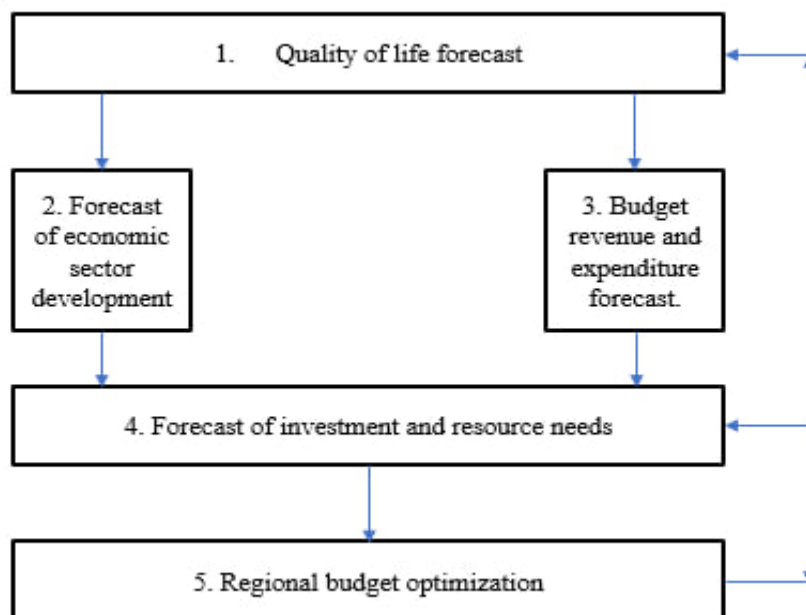 1. Quality of life forecast
2. Forecast
of economic
sector
development
3. Budget
revenue and
expenditure
forecast.
4. Forecast of investment and resource needs
5. Regional budget optimization